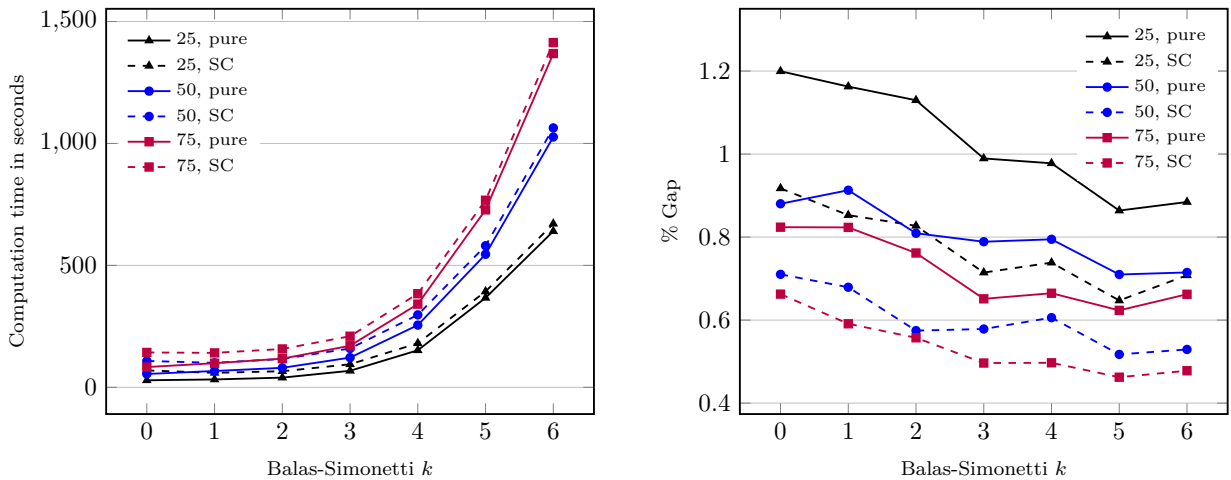 Computation time in seconds
1,500
1,000
500
0
25, pure
25, SC
50, pure
50, SC
75, pure
75, SC
0 1 2 3 4 5 6
Balas-Simonetti k
% Gap
1.2
1
0.8
0.6
0.4
25, pure
25, SC
50, pure
50, SC
75, pure
75, SC
0 1 2 3 4 5 6
Balas-Simonetti k